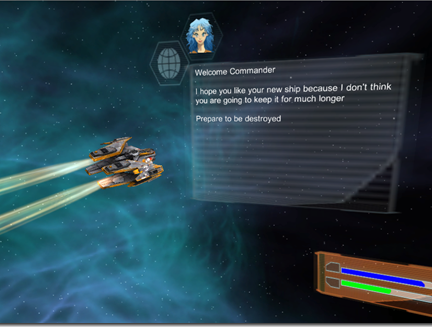 Welcome Commander
I hope you like your new ship because I don't think
you are going to keep it for much longer
Prepare to be destroyed